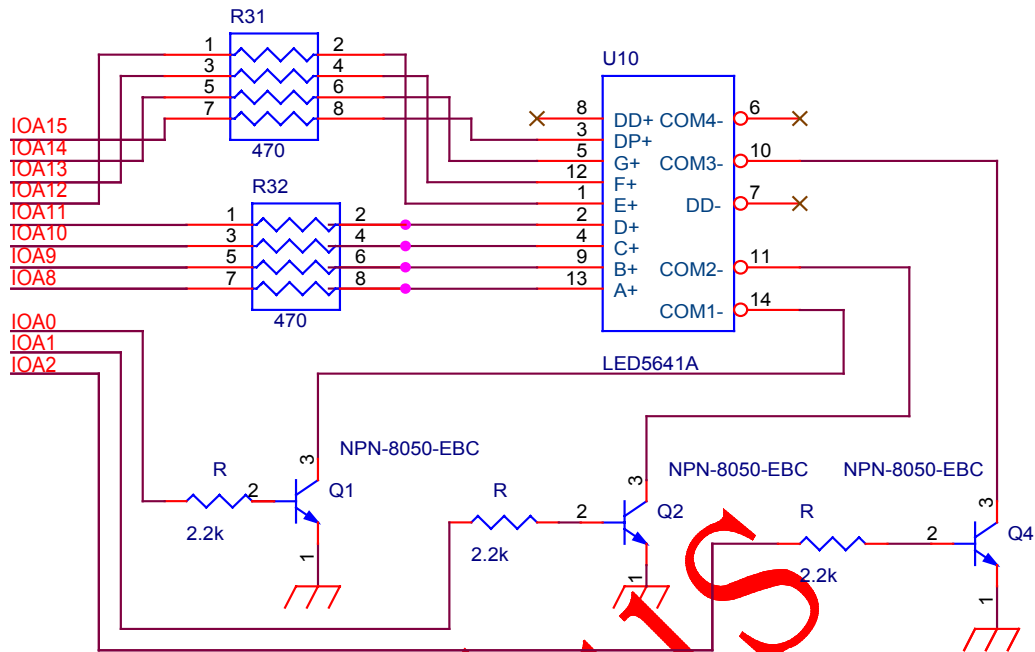 R31
1 2
3 4
5 6
7 8
470
IOA15
IOA14
IOA13
IOA12
IOA11
IOA10
IOA9
IOA8
R32
1 2
3 4
5 6
7 8
470
IOA0
IOA1
IOA2
U10
8 DD+ COM4- 6
3 DP+
5 G+ COM3- 10
12 F+
1 E+ DD- 7
2 D+
4 C+
9 B+ COM2- 11
13 A+
COM1- 14
LED5641A
NPN-8050-EBC
R
2.2k
2
3
Q1
1
NPN-8050-EBC
R
2.2k
2
3
Q2
1
NPN-8050-EBC
R
2.2k
2
3
Q4
1